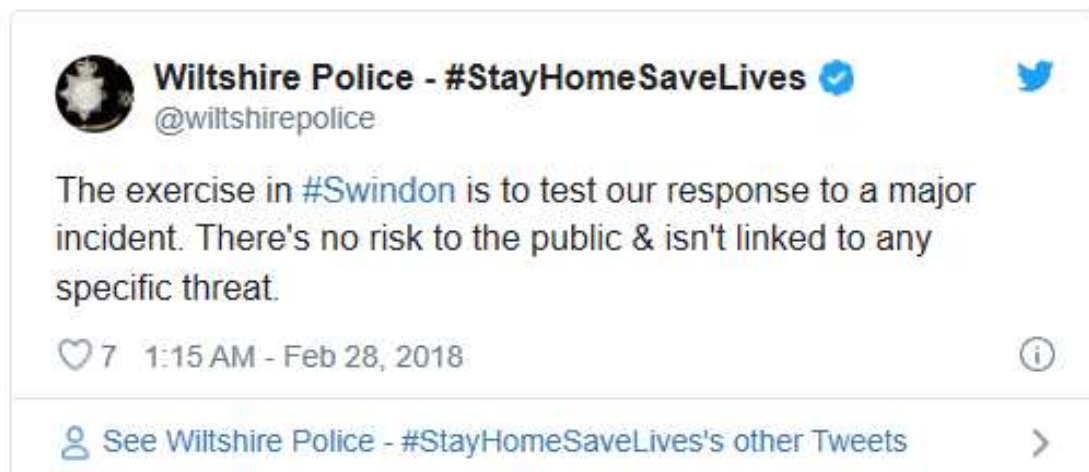 Wiltshire Police - #StayHomeSaveLives
@wiltshirepolice
The exercise in #Swindon is to test our response to a major
incident. There's no risk to the public & isn't linked to any
specific threat.
7 1:15 AM - Feb 28, 2018
See Wiltshire Police - #StayHomeSaveLives's other Tweets